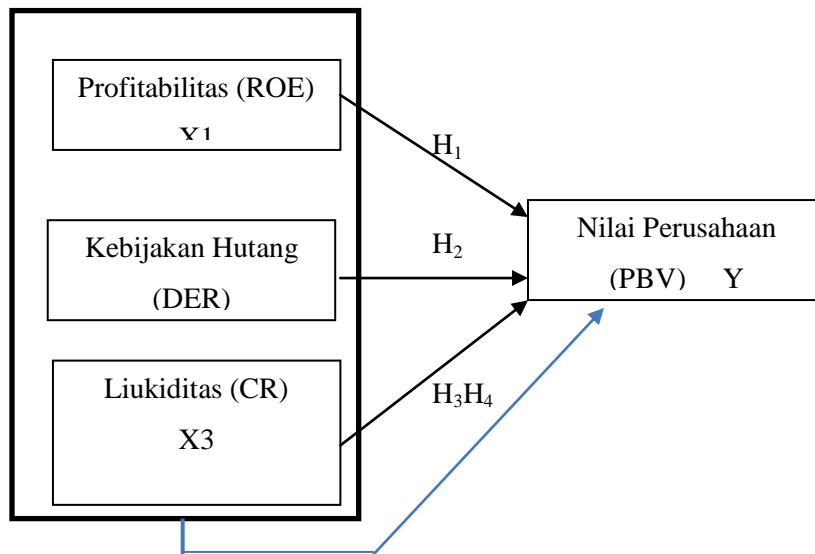 Profitabilitas (ROE)
X1
H₁
Nilai Perusahaan
(PBV) Y
Kebijakan Hutang
(DER)
H₂
Liukiditas (CR)
X3
H₃H₄